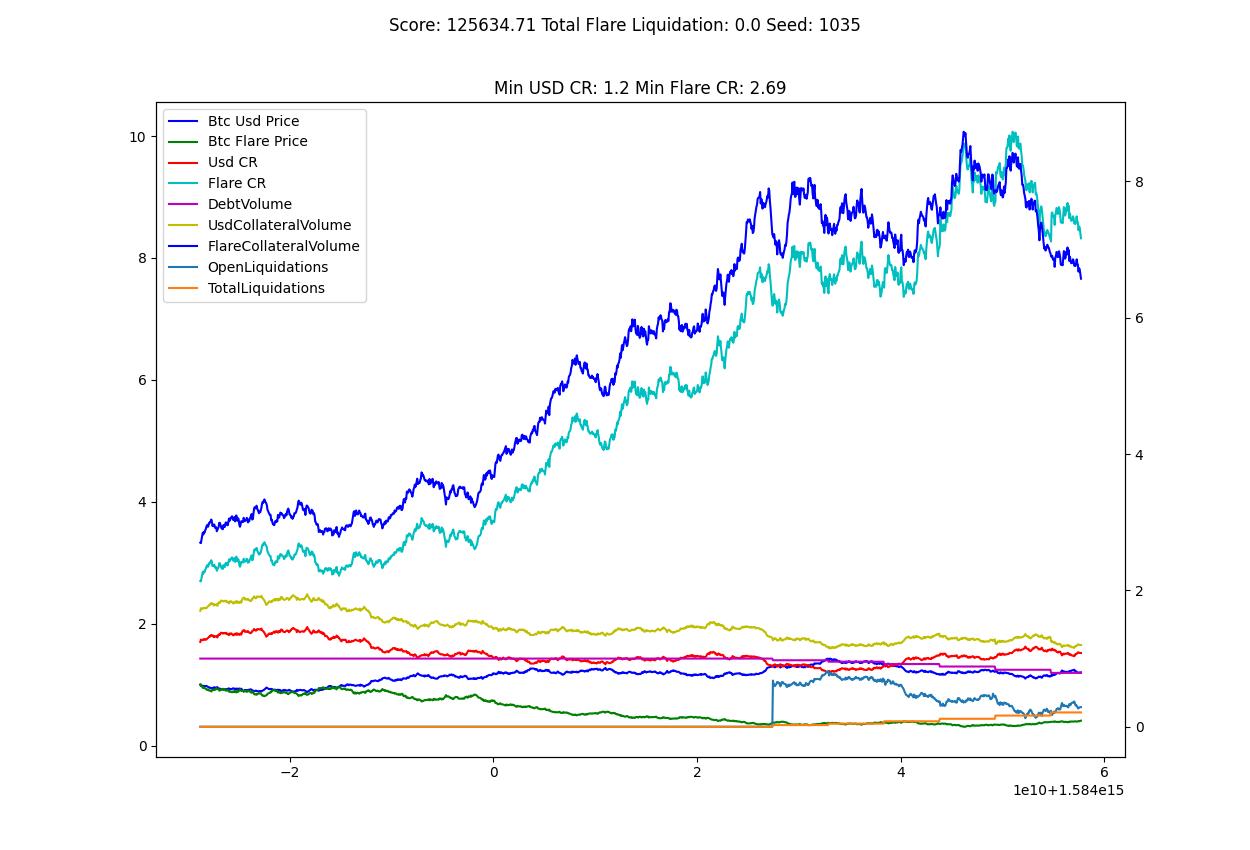 Score: 125634.71 Total Flare Liquidation: 0.0 Seed: 1035
Min USD CR: 1.2 Min Flare CR: 2.69
Btc Usd Price
Btc Flare Price
Usd CR
Flare CR
DebtVolume
UsdCollateralVolume
FlareCollateralVolume
OpenLiquidations
TotalLiquidations
10
8
6
4
2
0
8
6
4
2
0
−2
0
2
4
6
1e10+1.584e15